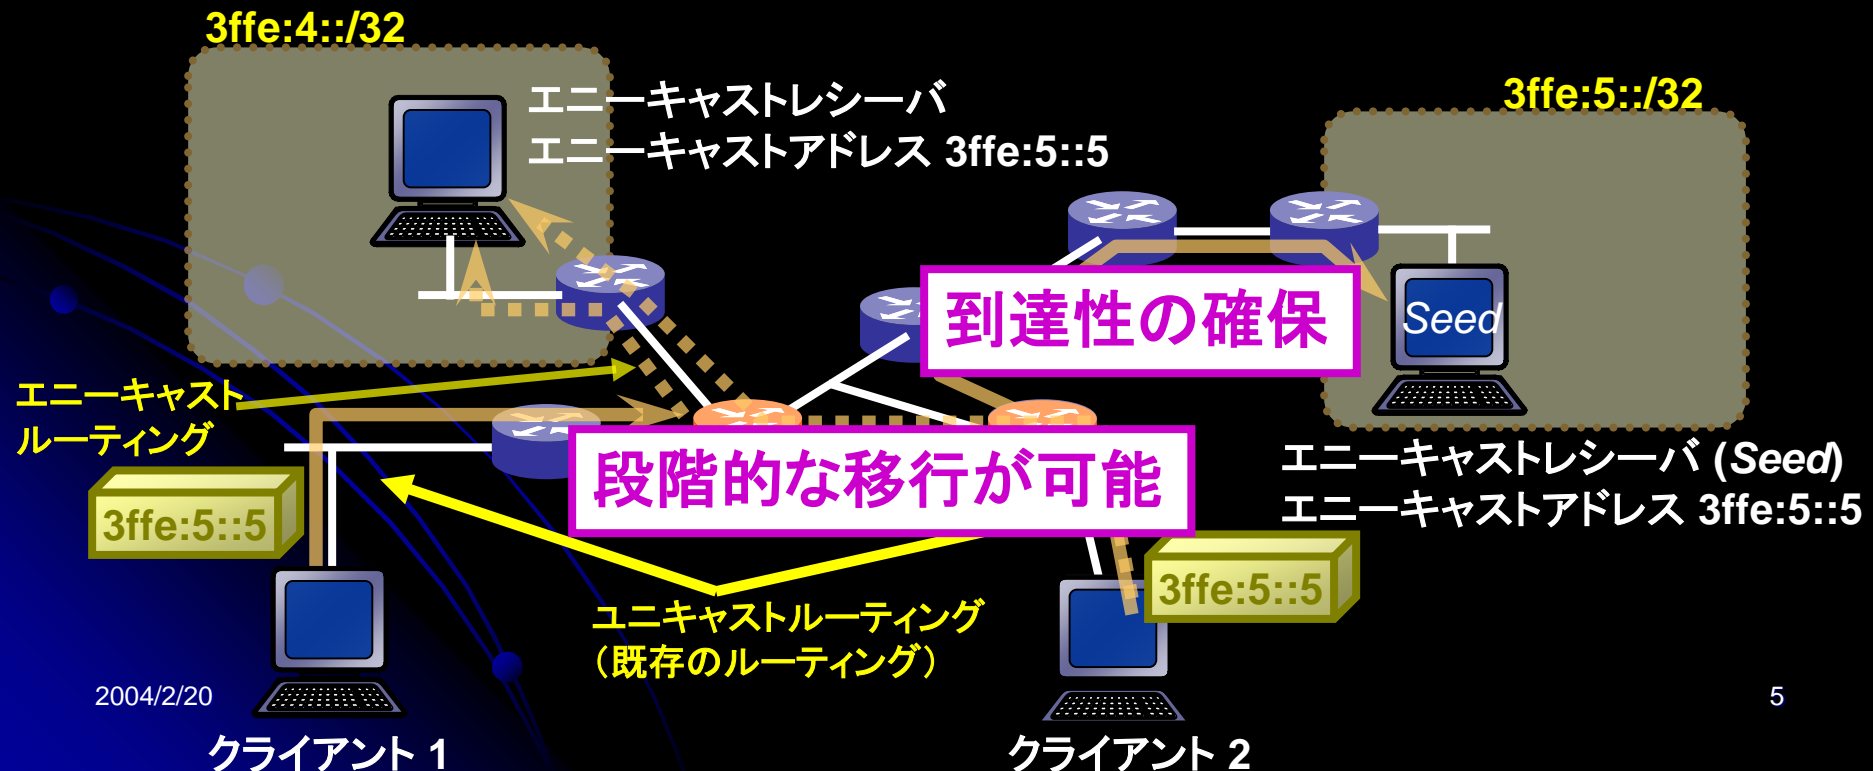 3ffe:4::/32
エニーキャストレシーバ
エニーキャストアドレス 3ffe:5::5
3ffe:5::/32
到達性の確保
Seed
エニーキャスト
ルーティング
段階的な移行が可能
エニーキャストレシーバ (Seed)
エニーキャストアドレス 3ffe:5::5
3ffe:5::5
3ffe:5::5
ユニキャストルーティング
（既存のルーティング）
2004/2/20
5
クライアント 1
クライアント 2